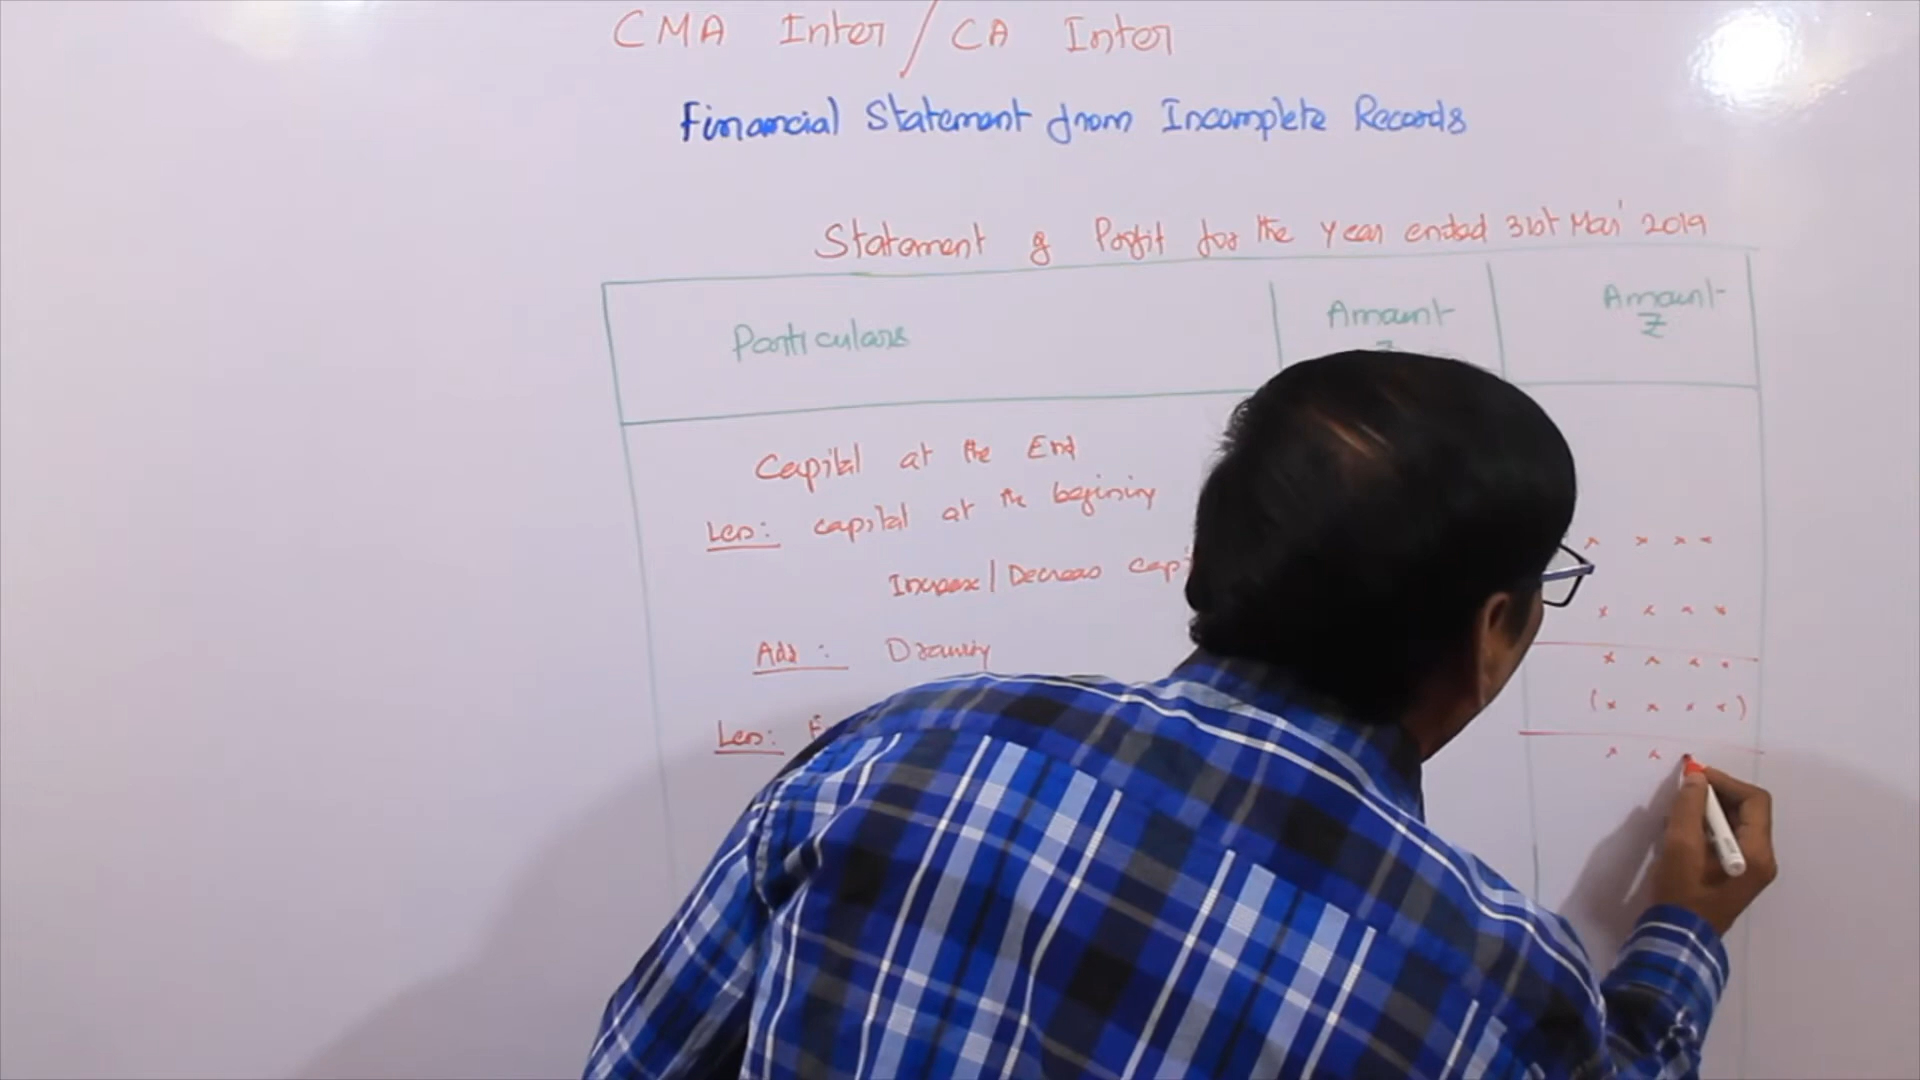 CMA Inter / CA Inter
Financial Statement from Incomplete Records
Statement of Profit for the Year ended 31st Mar' 2019
Particulars Amount Amount
₹
Capital at the End
Less: capital at the begining
Increase / Decrease capi
x x x x
x x x x
Add: Drawing
x x x x
Less:
(x x x x)
x x